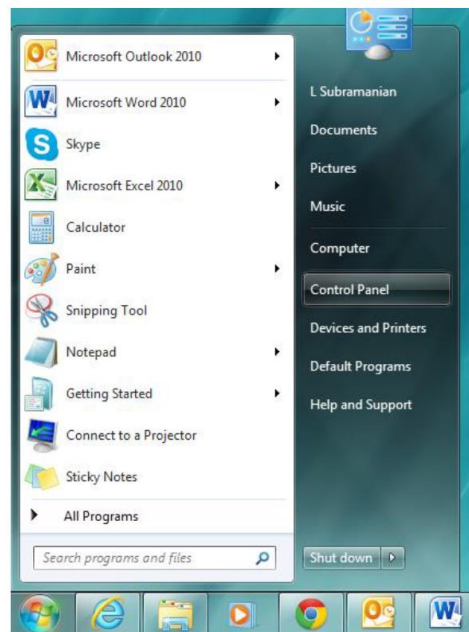 Microsoft Outlook 2010
Microsoft Word 2010
Skype
Microsoft Excel 2010
Calculator
Paint
Snipping Tool
Notepad
Getting Started
Connect to a Projector
Sticky Notes
All Programs
Search programs and files
L Subramanian
Documents
Pictures
Music
Computer
Control Panel
Devices and Printers
Default Programs
Help and Support
Shut down